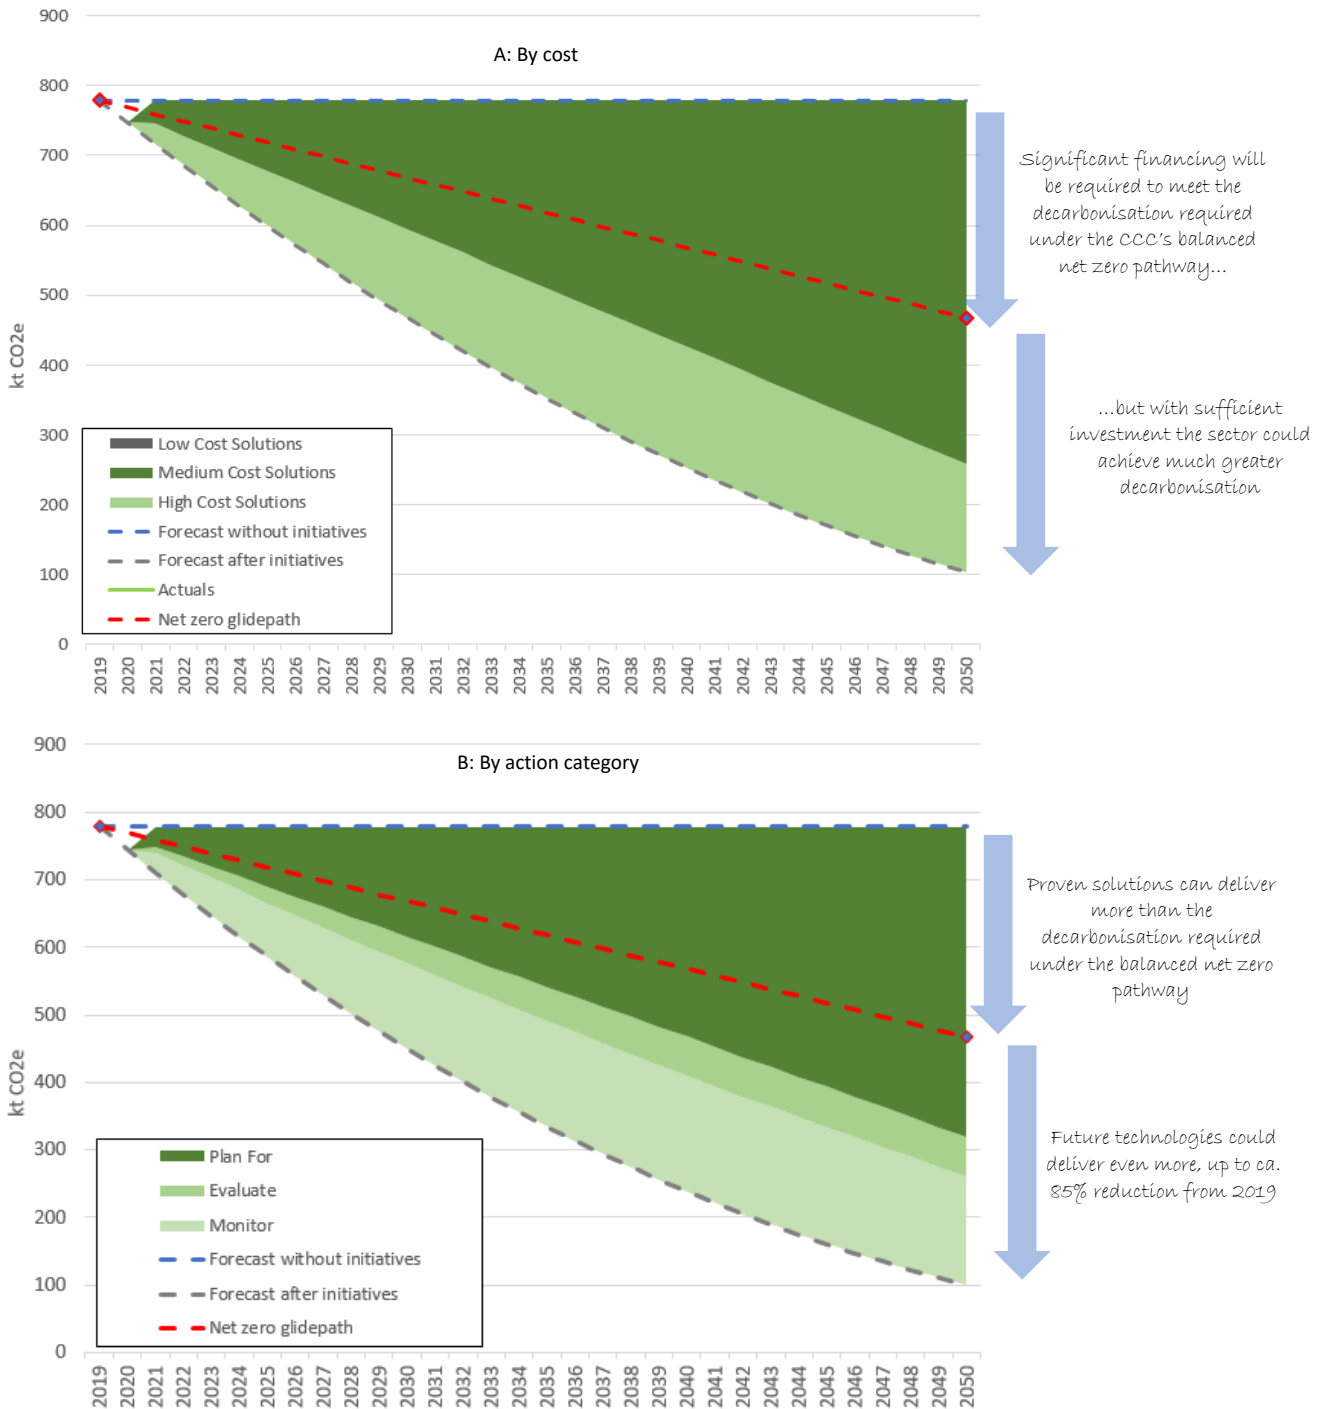 A: By cost
900
800
700
600
500
400
300
200
100
0
kt CO2e
Low Cost Solutions
Medium Cost Solutions
High Cost Solutions
Forecast without initiatives
Forecast after initiatives
Actuals
Net zero glidepath
2019 2020 2021 2022 2023 2024 2025 2026 2027 2028 2029 2030 2031 2032 2033 2034 2035 2036 2037 2038 2039 2040 2041 2042 2043 2044 2045 2046 2047 2048 2049 2050
Significant financing will
be required to meet the
decarbonisation required
under the CCC's balanced
net zero pathway...
...but with sufficient
investment the sector could
achieve much greater
decarbonisation
B: By action category
900
800
700
600
500
400
300
200
100
0
kt CO2e
Plan For
Evaluate
Monitor
Forecast without initiatives
Forecast after initiatives
Net zero glidepath
2019 2020 2021 2022 2023 2024 2025 2026 2027 2028 2029 2030 2031 2032 2033 2034 2035 2036 2037 2038 2039 2040 2041 2042 2043 2044 2045 2046 2047 2048 2049 2050
Proven solutions can deliver
more than the
decarbonisation required
under the balanced net zero
pathway
Future technologies could
deliver even more, up to ca.
85% reduction from 2019